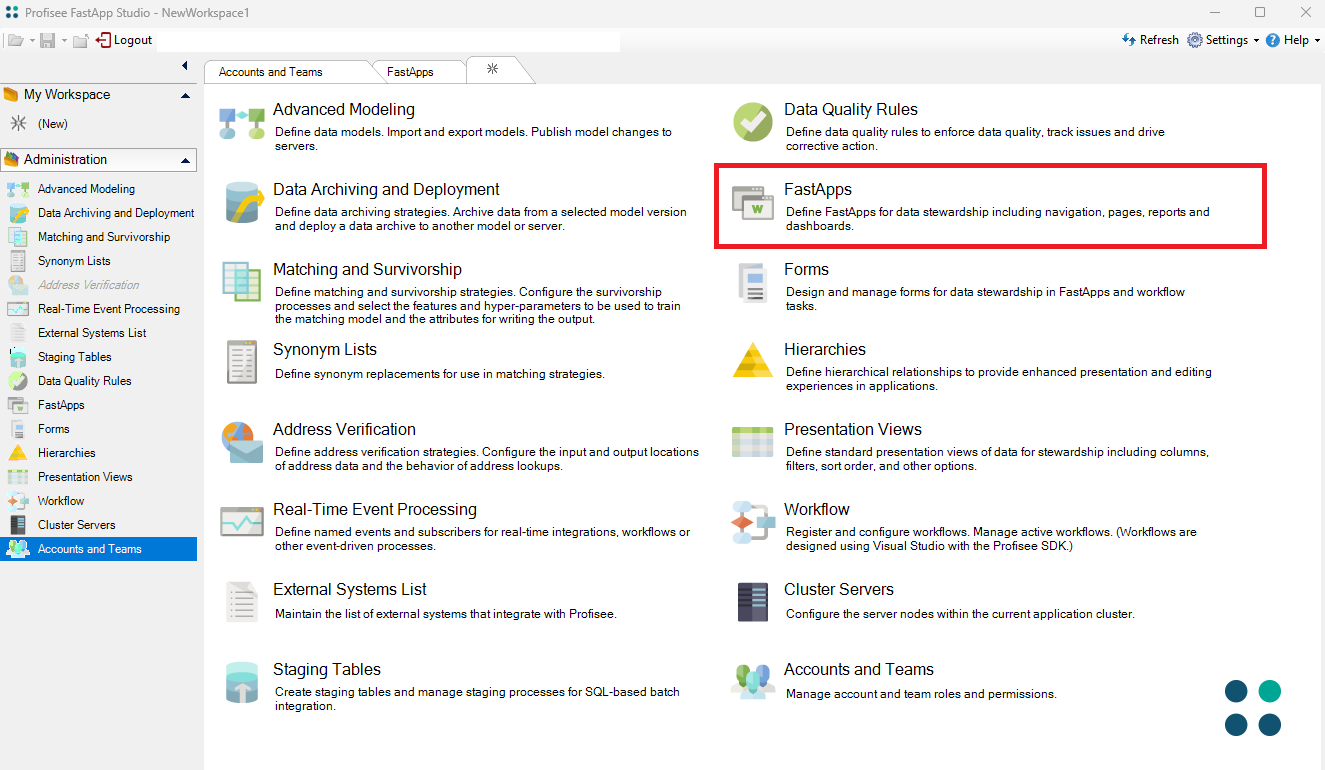 Profisee FastApp Studio - NewWorkspace1
Logout
Refresh
Settings
Help
My Workspace
(New)
Administration
Advanced Modeling
Data Archiving and Deployment
Matching and Survivorship
Synonym Lists
Address Verification
Real-Time Event Processing
External Systems List
Staging Tables
Data Quality Rules
FastApps
Forms
Hierarchies
Presentation Views
Workflow
Cluster Servers
Accounts and Teams
Accounts and Teams
FastApps
Advanced Modeling
Define data models. Import and export models. Publish model changes to
servers.
Data Archiving and Deployment
Define data archiving strategies. Archive data from a selected model version
and deploy a data archive to another model or server.
Matching and Survivorship
Define matching and survivorship strategies. Configure the survivorship
processes and select the features and hyper-parameters to be used to train
the matching model and the attributes for writing the output.
Synonym Lists
Define synonym replacements for use in matching strategies.
Address Verification
Define address verification strategies. Configure the input and output locations
of address data and the behavior of address lookups.
Real-Time Event Processing
Define named events and subscribers for real-time integrations, workflows or
other event-driven processes.
External Systems List
Maintain the list of external systems that integrate with Profisee.
Staging Tables
Create staging tables and manage staging processes for SQL-based batch
integration.
Data Quality Rules
Define data quality rules to enforce data quality, track issues and drive
corrective action.
W
FastApps
Define FastApps for data stewardship including navigation, pages, reports and
dashboards.
Forms
Design and manage forms for data stewardship in FastApps and workflow
tasks.
Hierarchies
Define hierarchical relationships to provide enhanced presentation and editing
experiences in applications.
Presentation Views
Define standard presentation views of data for stewardship including columns,
filters, sort order, and other options.
Workflow
Register and configure workflows. Manage active workflows. (Workflows are
designed using Visual Studio with the Profisee SDK.)
Cluster Servers
Configure the server nodes within the current application cluster.
Accounts and Teams
Manage account and team roles and permissions.